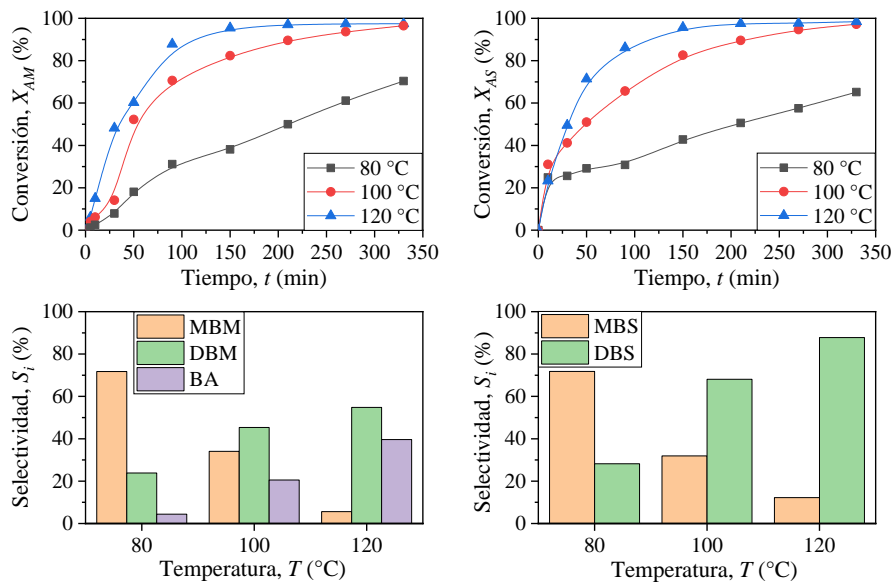 Conversión, X_AM (%)
100
80
60
40
20
0
80 °C
100 °C
120 °C
0 50 100 150 200 250 300 350
Tiempo, t (min)
Conversión, X_AS (%)
100
80
60
40
20
0
80 °C
100 °C
120 °C
0 50 100 150 200 250 300 350
Tiempo, t (min)
Selectividad, S_i (%)
100
80
60
40
20
0
MBM
DBM
BA
80 100 120
Temperatura, T (°C)
Selectividad, S_i (%)
100
80
60
40
20
0
MBS
DBS
80 100 120
Temperatura, T (°C)